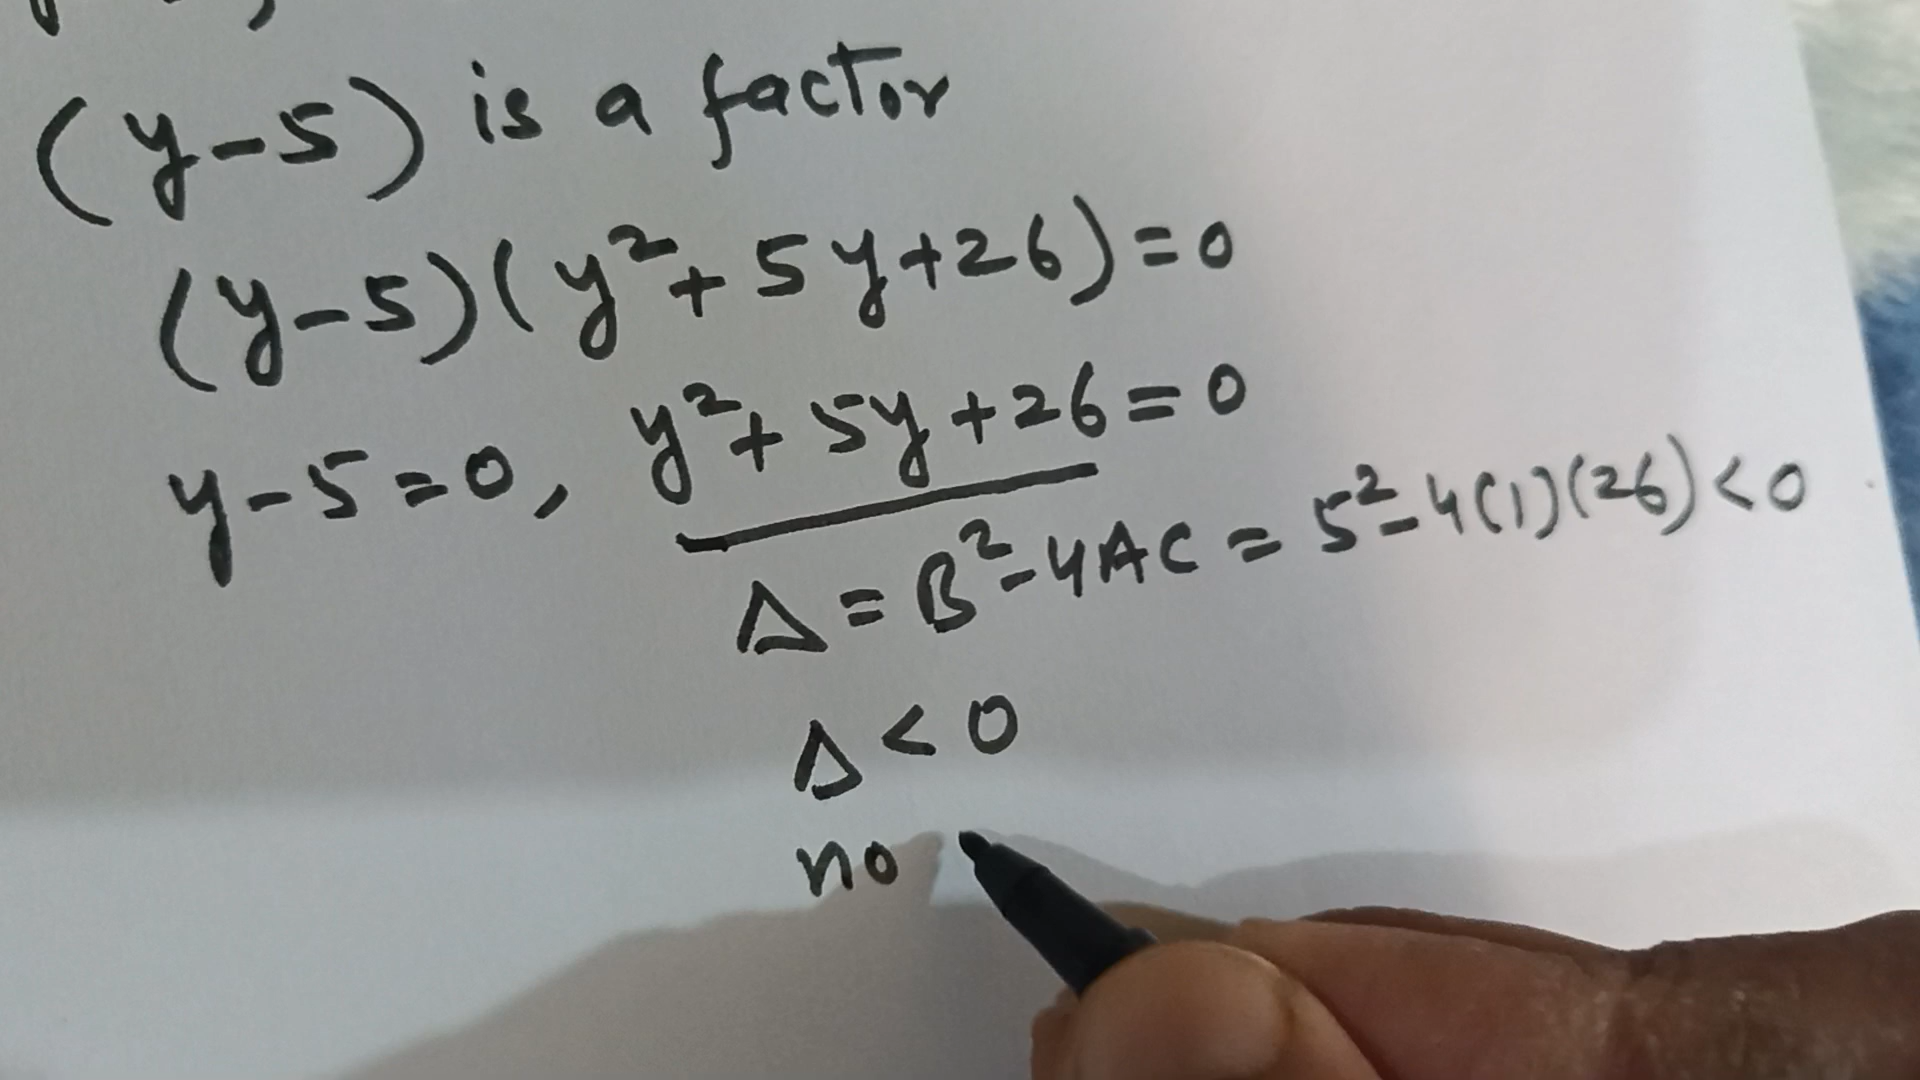 (y-5) is a factor
(y-5)(y²+5y+26)=0
y-5=0, y²+5y+26=0
Δ=B²-4AC=5²-4(1)(26)<0
Δ<0
no